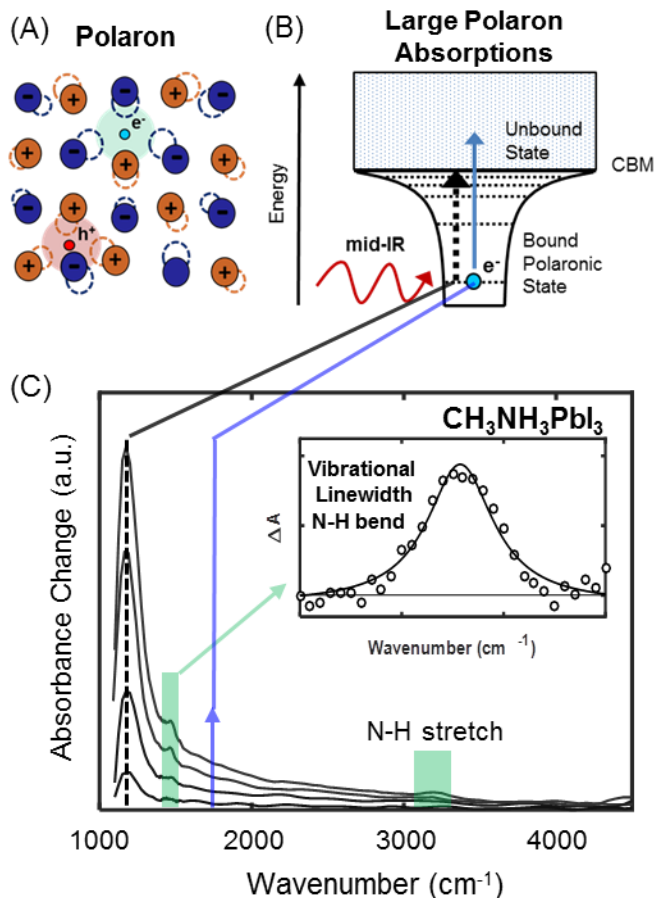 (A)
Polaron
- + - + -
e⁻
+ - + - +
- + - + -
h⁺
+ - + - +
(B)
Large Polaron
Absorptions
Energy
Unbound
State
CBM
mid-IR
e⁻
Bound
Polaronic
State
(C)
Absorbance Change (a.u.)
CH₃NH₃PbI₃
Vibrational
Linewidth
N-H bend
Δ A
Wavenumber (cm ⁻¹)
N-H stretch
1000 2000 3000 4000
Wavenumber (cm⁻¹)